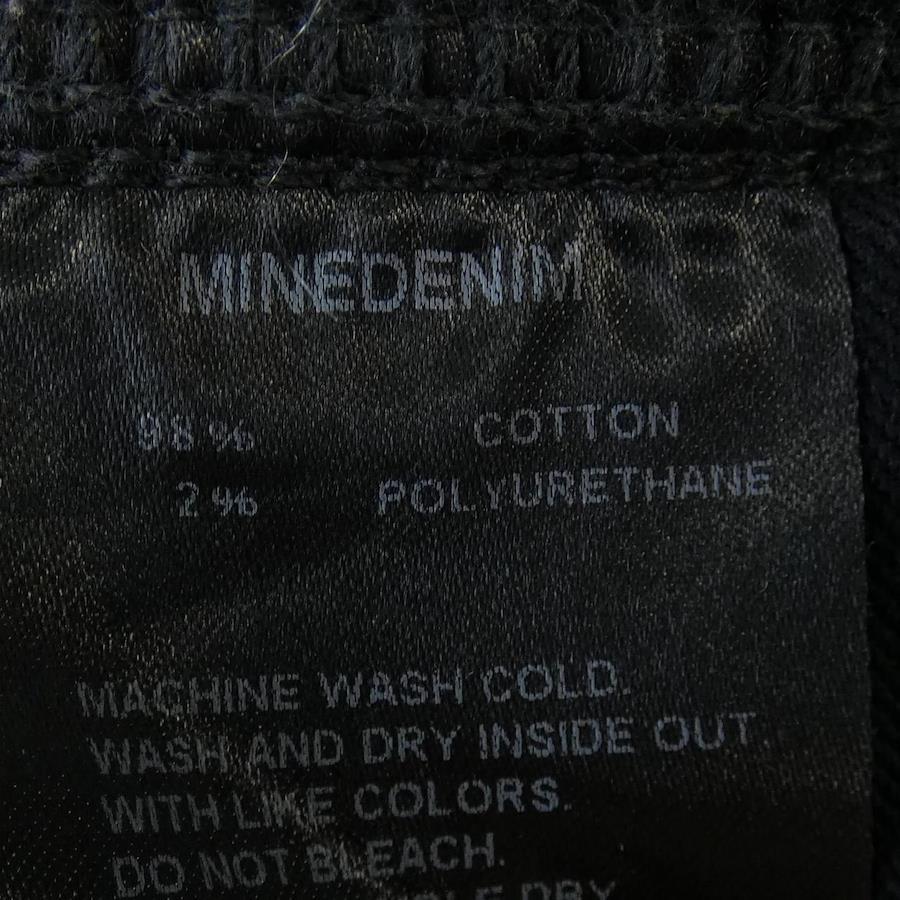 MINEDENIM
98% COTTON
2% POLYURETHANE
MACHINE WASH COLD.
WASH AND DRY INSIDE OUT
WITH LIKE COLORS.
DO NOT BLEACH.
DRY